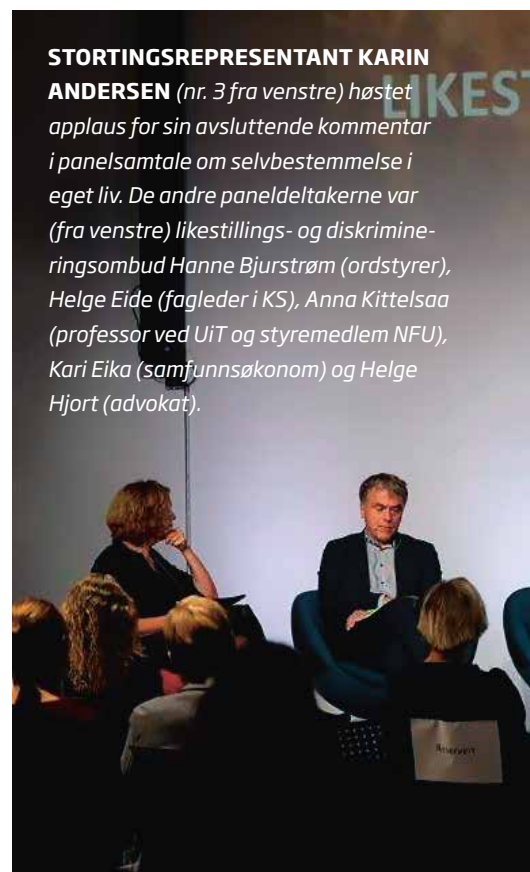 STORTINGSREPRESENTANT KARIN
ANDERSEN (nr. 3 fra venstre) høstet
applaus for sin avsluttende kommentar
i panelsamtale om selvbestemmelse i
eget liv. De andre paneldeltakerne var
(fra venstre) likestillings- og diskrimine-
ringsombud Hanne Bjurstrøm (ordstyrer),
Helge Eide (fagleder i KS), Anna Kittelsaa
(professor ved UiT og styremedlem NFU),
Kari Eika (samfunnsøkonom) og Helge
Hjort (advokat).
LIKEST
Reservert